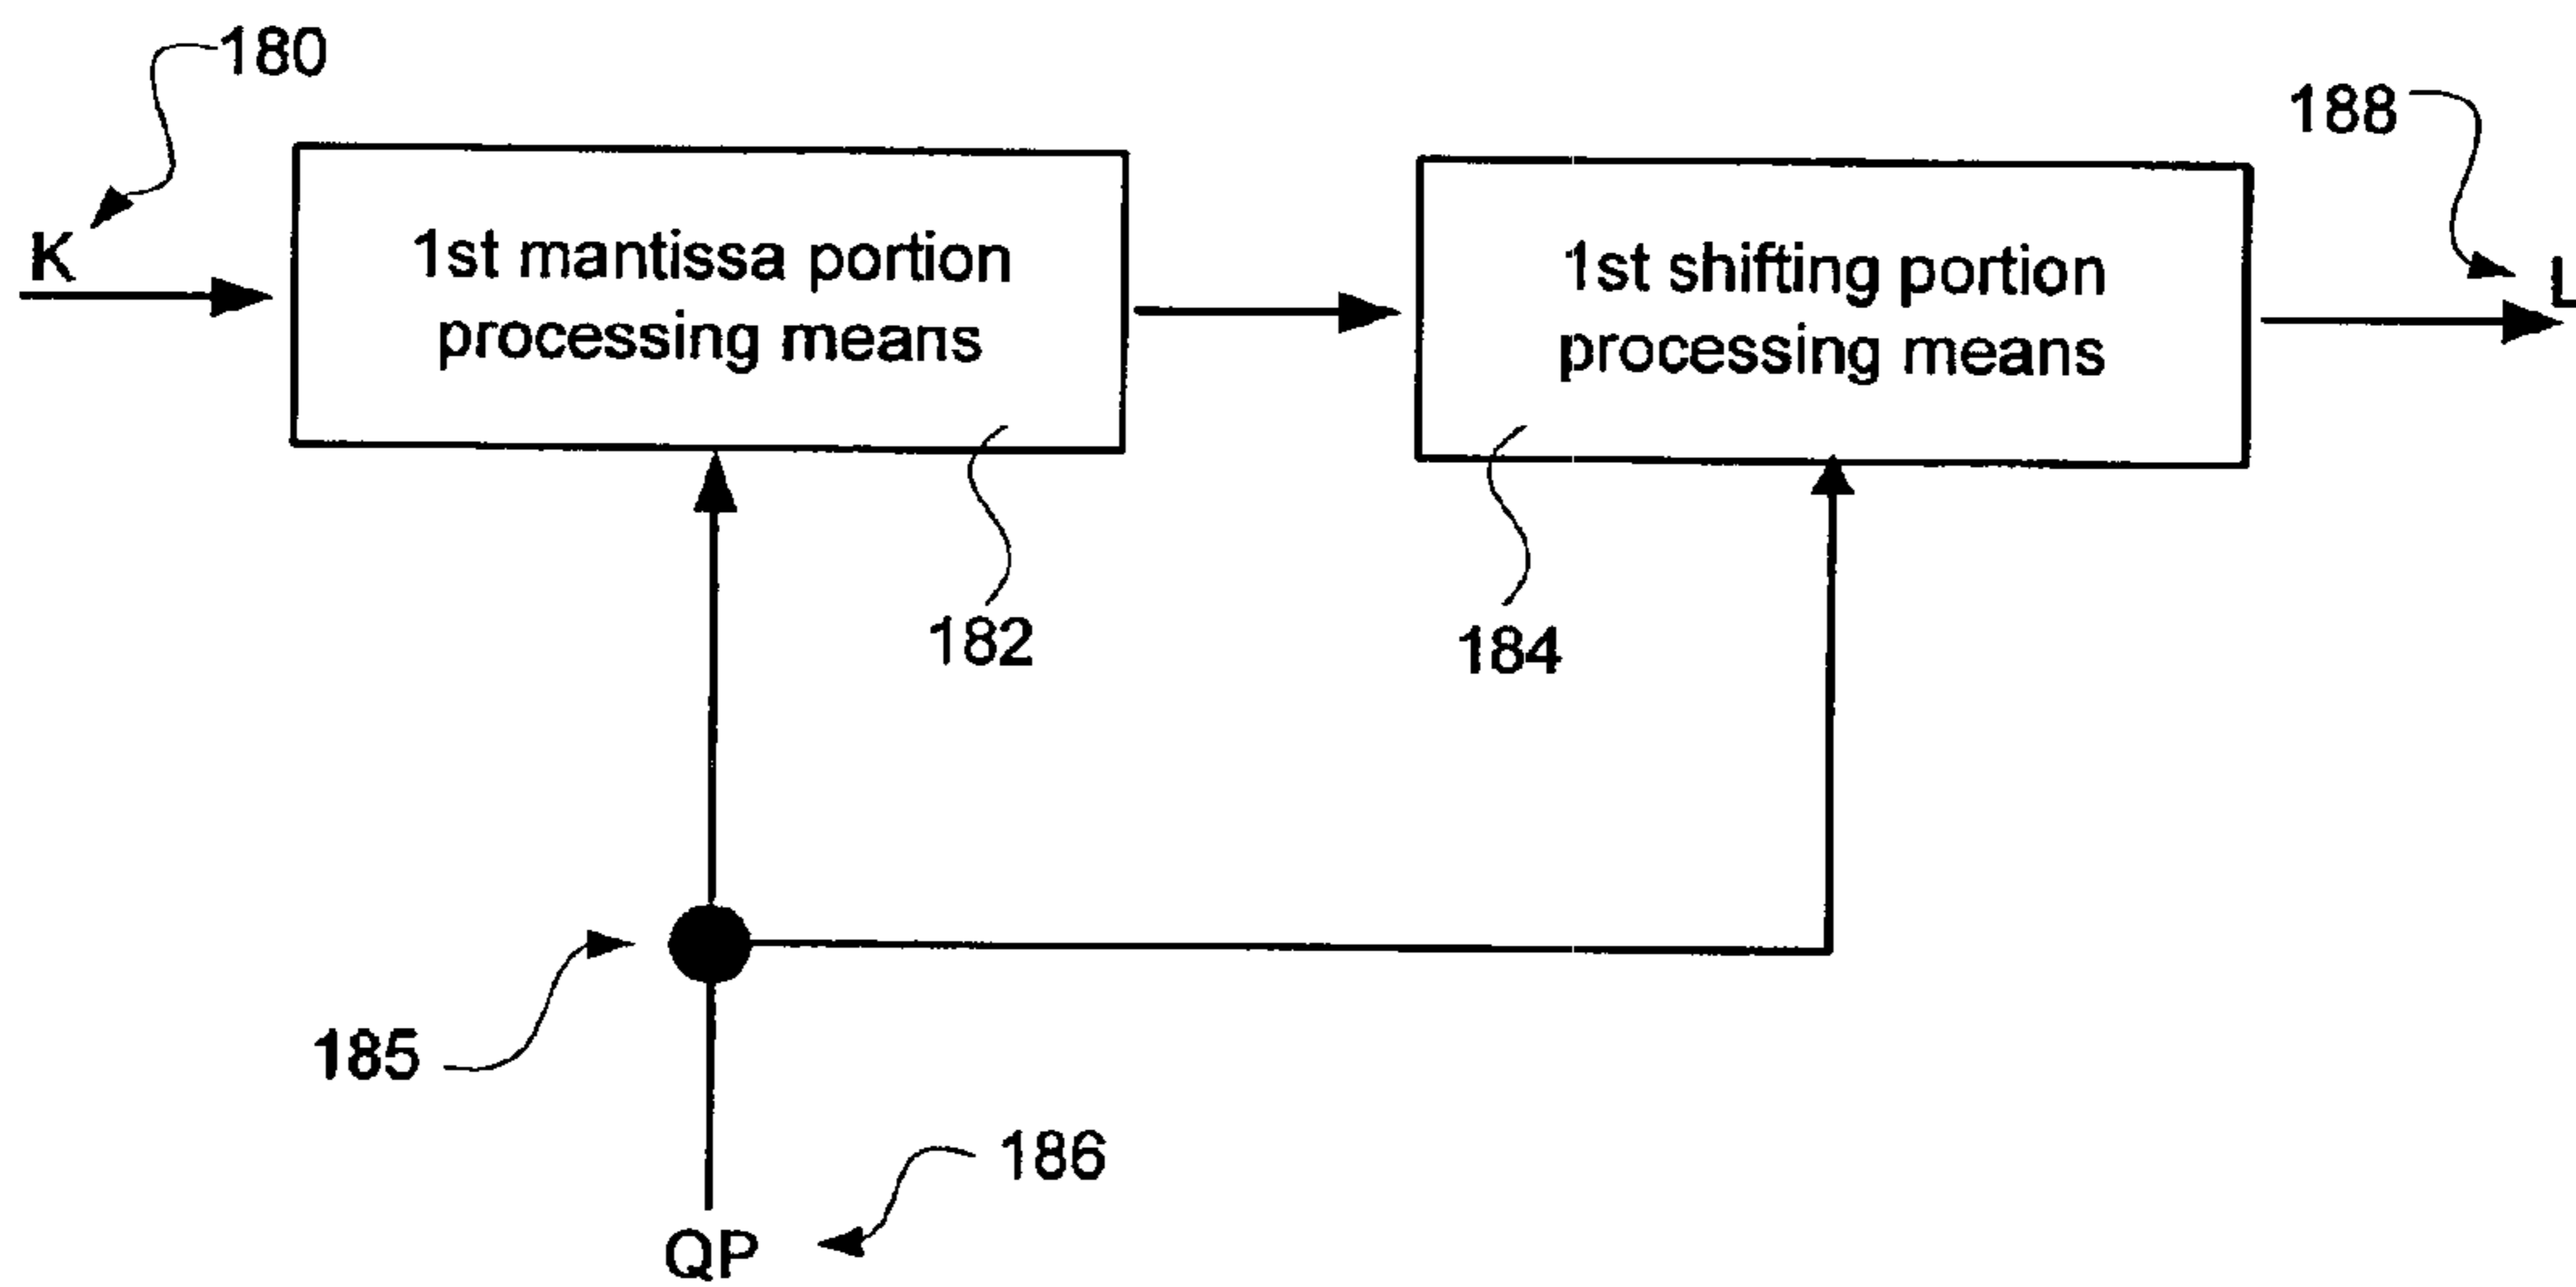 180
188
K
1st mantissa portion
processing means
1st shifting portion
processing means
L
182
184
185
186
QP